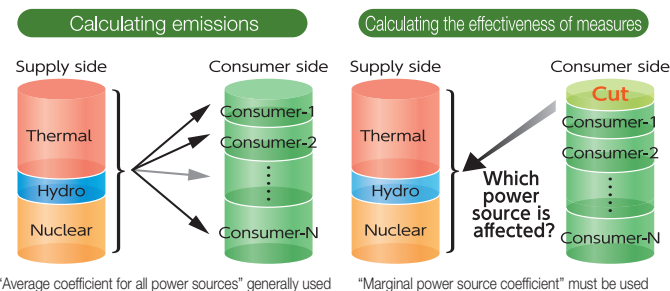 Calculating emissions
Supply side
Consumer side
Thermal
Hydro
Nuclear
Consumer-1
Consumer-2
Consumer-N
"Average coefficient for all power sources" generally used
Calculating the effectiveness of measures
Supply side
Consumer side
Thermal
Hydro
Nuclear
Which
power
source is
affected?
Cut
Consumer-1
Consumer-2
Consumer-N
"Marginal power source coefficient" must be used